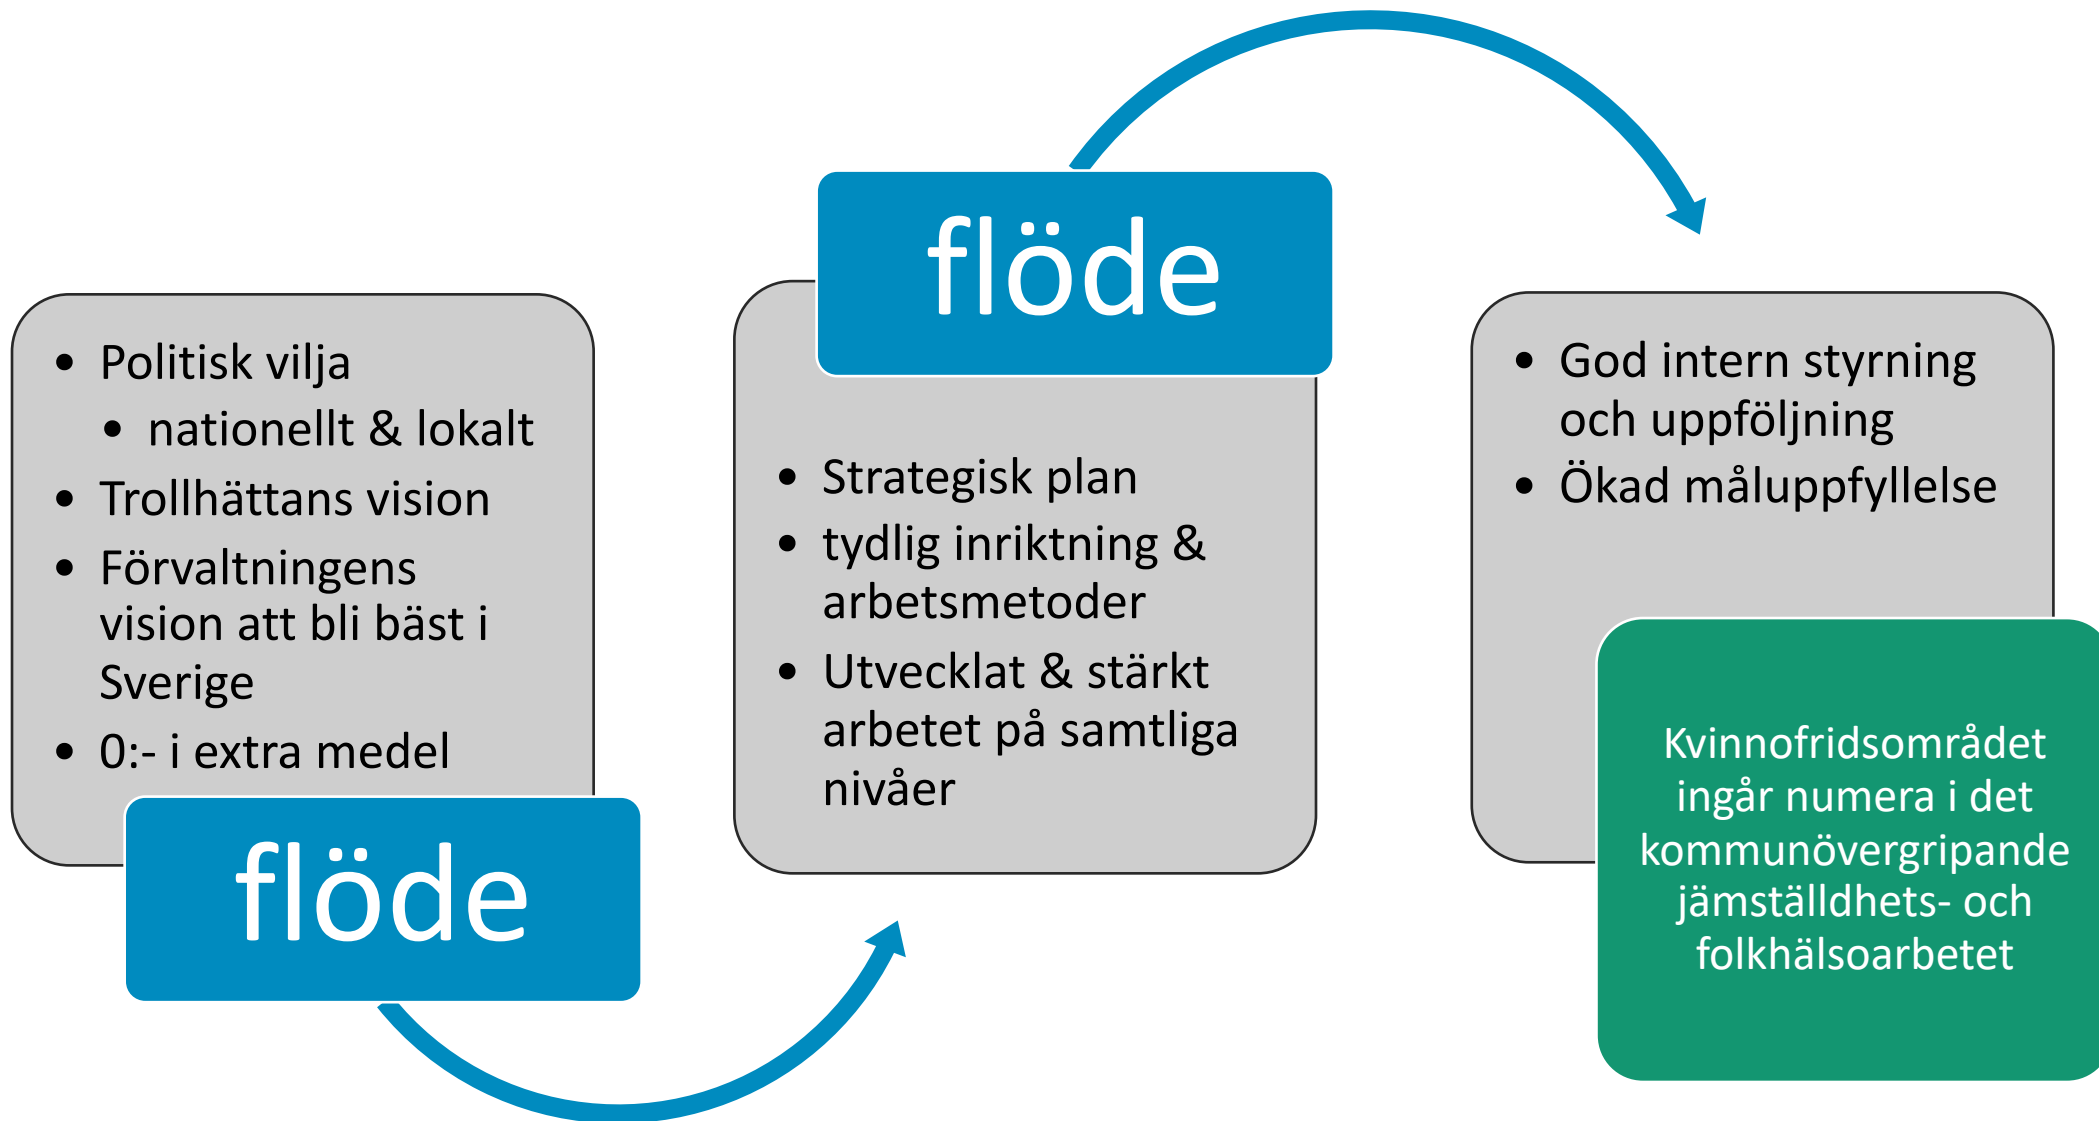 • Politisk vilja
• nationellt & lokalt
• Trollhättans vision
• Förvaltningens
vision att bli bäst i
Sverige
• 0:- i extra medel
flöde
flöde
• Strategisk plan
• tydlig inriktning &
arbetsmetoder
• Utvecklat & stärkt
arbetet på samtliga
nivåer
• God intern styrning
och uppföljning
• Ökad måluppfyllelse
Kvinnofridsområdet
ingår numera i det
kommunövergripande
jämställdhets- och
folkhälsoarbetet